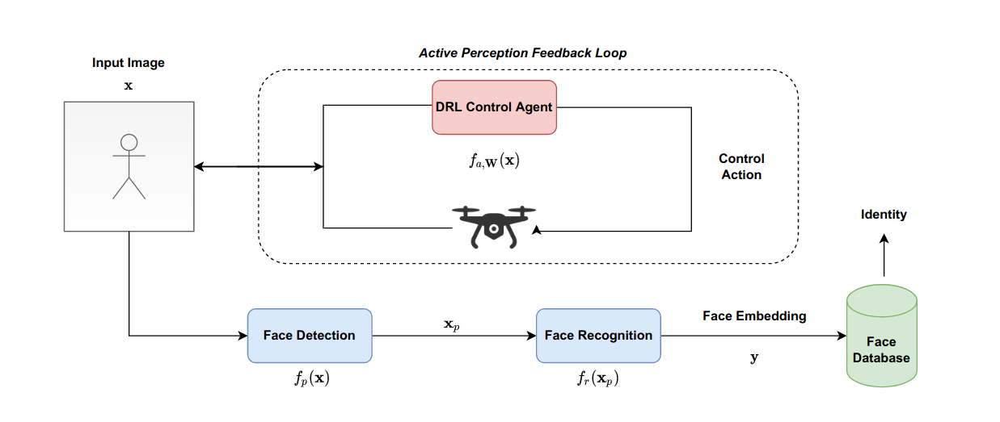 Active Perception Feedback Loop
Input Image
x
DRL Control Agent
f_{a,W}(x)
Control
Action
Identity
Face Detection
f_p(x)
x_p
Face Recognition
f_r(x_p)
Face Embedding
y
Face
Database